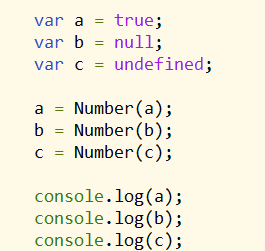 var a = true;
var b = null;
var c = undefined;
a = Number(a);
b = Number(b);
c = Number(c);
console.log(a);
console.log(b);
console.log(c);